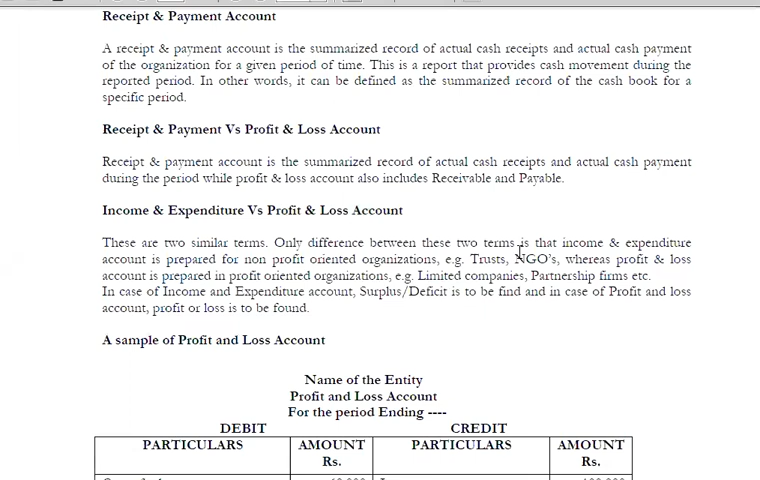 Receipt & Payment Account
A receipt & payment account is the summarized record of actual cash receipts and actual cash payment
of the organization for a given period of time. This is a report that provides cash movement during the
reported period. In other words, it can be defined as the summarized record of the cash book for a
specific period.
Receipt & Payment Vs Profit & Loss Account
Receipt & payment account is the summarized record of actual cash receipts and actual cash payment
during the period while profit & loss account also includes Receivable and Payable.
Income & Expenditure Vs Profit & Loss Account
These are two similar terms. Only difference between these two terms is that income & expenditure
account is prepared for non profit oriented organizations, e.g. Trusts, NGO's, whereas profit & loss
account is prepared in profit oriented organizations, e.g. Limited companies, Partnership firms etc.
In case of Income and Expenditure account, Surplus/Deficit is to be find and in case of Profit and loss
account, profit or loss is to be found.
A sample of Profit and Loss Account
Name of the Entity
Profit and Loss Account
For the period Ending ----
DEBIT CREDIT
PARTICULARS AMOUNT PARTICULARS AMOUNT
Rs. Rs.